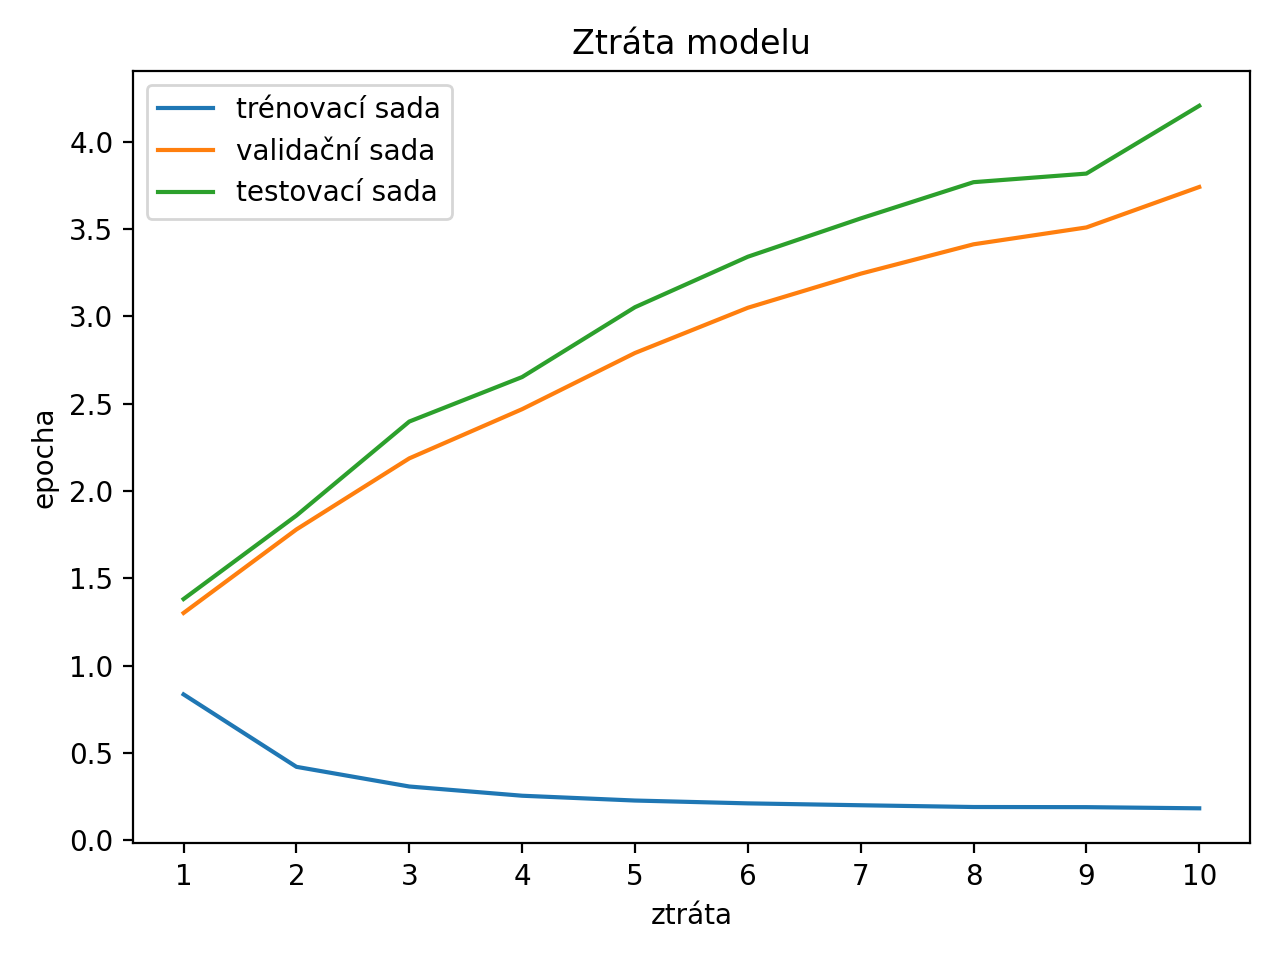 Ztráta modelu
trénovací sada
validační sada
testovací sada
4.0
3.5
3.0
2.5
2.0
1.5
1.0
0.5
0.0
epocha
1 2 3 4 5 6 7 8 9 10
ztráta